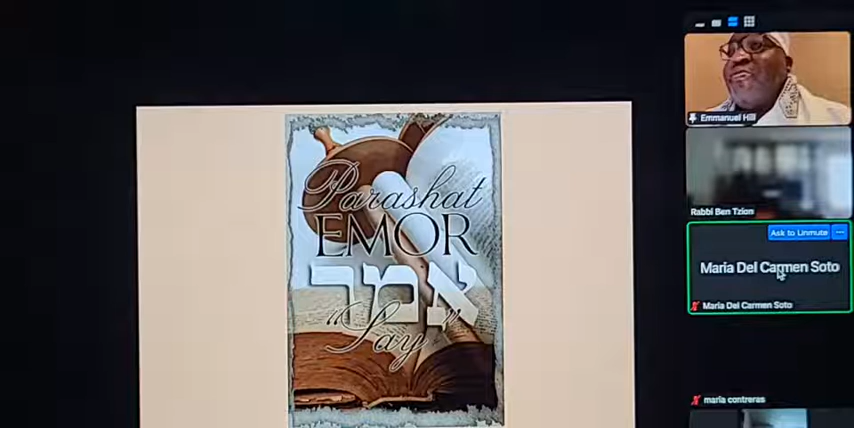 Parashat
EMOR
אמר
"Say"
Emmanuel Hill
Rabbi Ben Tzion
Ask to Unmute
Maria Del Carmen Soto
Maria Del Carmen Soto
maria contreras